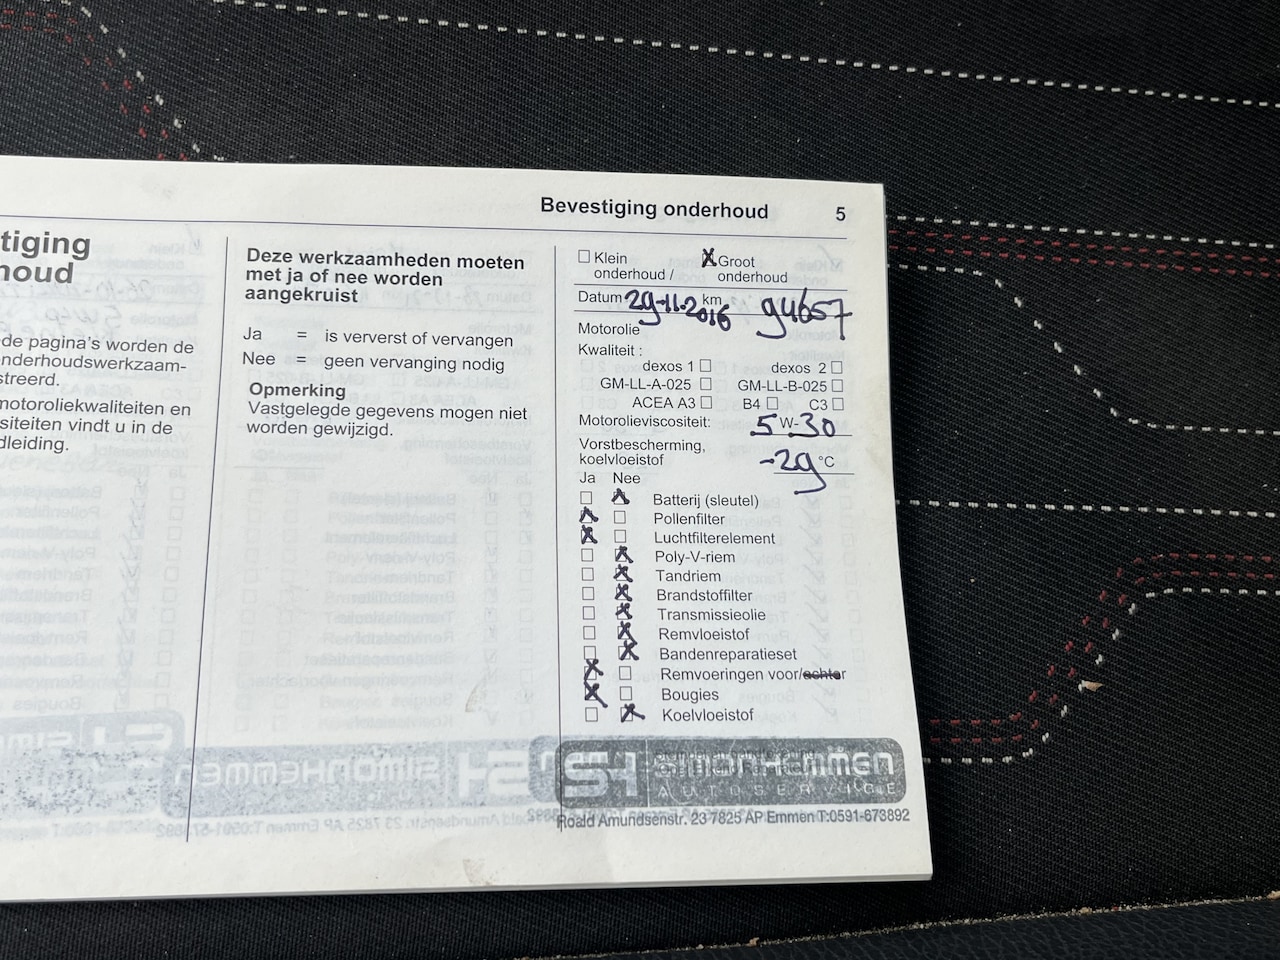 Bevestiging onderhoud 5
tiging
houd
de pagina's worden de
nderhoudswerkzaam-
streerd.
motoroliekwaliteiten en
siteiten vindt u in de
dleiding.
Deze werkzaamheden moeten
met ja of nee worden
aangekruist
Ja = is ververst of vervangen
Nee = geen vervanging nodig
Opmerking
Vastgelegde gegevens mogen niet
worden gewijzigd.
Klein Groot
onderhoud / onderhoud
Datum 29-11-2016 km 94657
Motorolie
Kwaliteit :
dexos 1 dexos 2
GM-LL-A-025 GM-LL-B-025
ACEA A3 B4 C3
Motorolieviscositeit: 5 W-30
Vorstbescherming,
koelvloeistof -29 °C
Ja Nee
Batterij (sleutel)
Pollenfilter
Luchtfilterelement
Poly-V-riem
Tandriem
Brandstoffilter
Transmissieolie
Remvloeistof
Bandenreparatieset
Remvoeringen voor/achter
Bougies
Koelvloeistof
AUTOSERVICE
Roald Amundsenstr. 23 7825 AP Emmen T:0591-673892